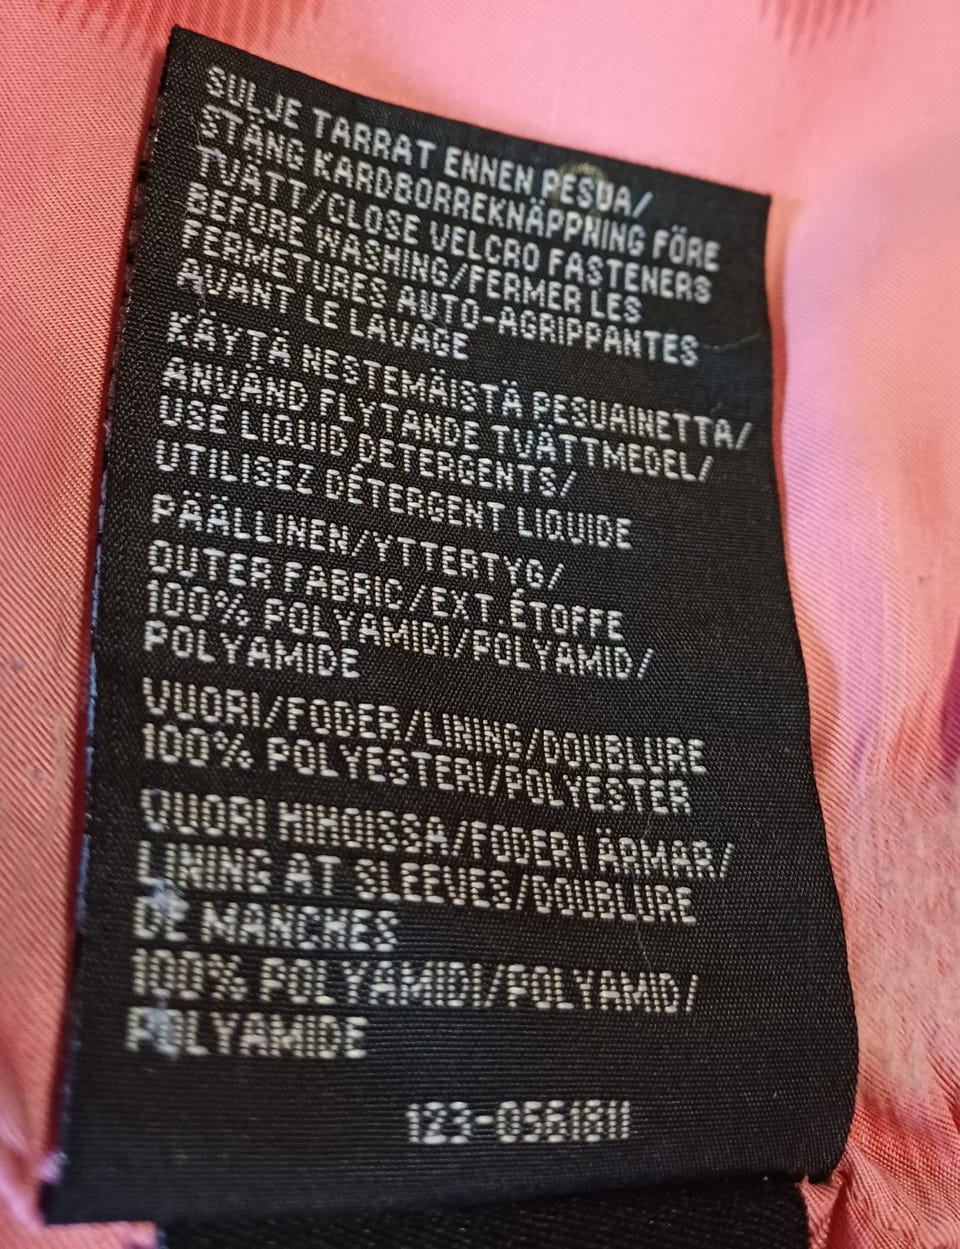 SULJE TARRAT ENNEN PESUA/
STÄNG KARDBORREKNÄPPNING FÖRE
TVÄTT/CLOSE VELCRO FASTENERS
BEFORE WASHING/FERMER LES
FERMETURES AUTO-AGRIPPANTES
AVANT LE LAVAGE
KÄYTÄ NESTEMÄISTÄ PESUAINETTA/
ANVÄND FLYTANDE TVÄTTMEDEL/
USE LIQUID DETERGENTS/
UTILISEZ DÉTERGENT LIQUIDE
PÄÄLLINEN/YTTERTYG/
OUTER FABRIC/EXT.ÉTOFFE
100% POLYAMIDI/POLYAMID/
POLYAMIDE
VUORI/FODER/LINING/DOUBLURE
100% POLYESTERI/POLYESTER
VUORI HIHOISSA/FODER I ÄRMAR/
LINING AT SLEEVES/DOUBLURE
DE MANCHES
100% POLYAMIDI/POLYAMID/
POLYAMIDE
123-0561811